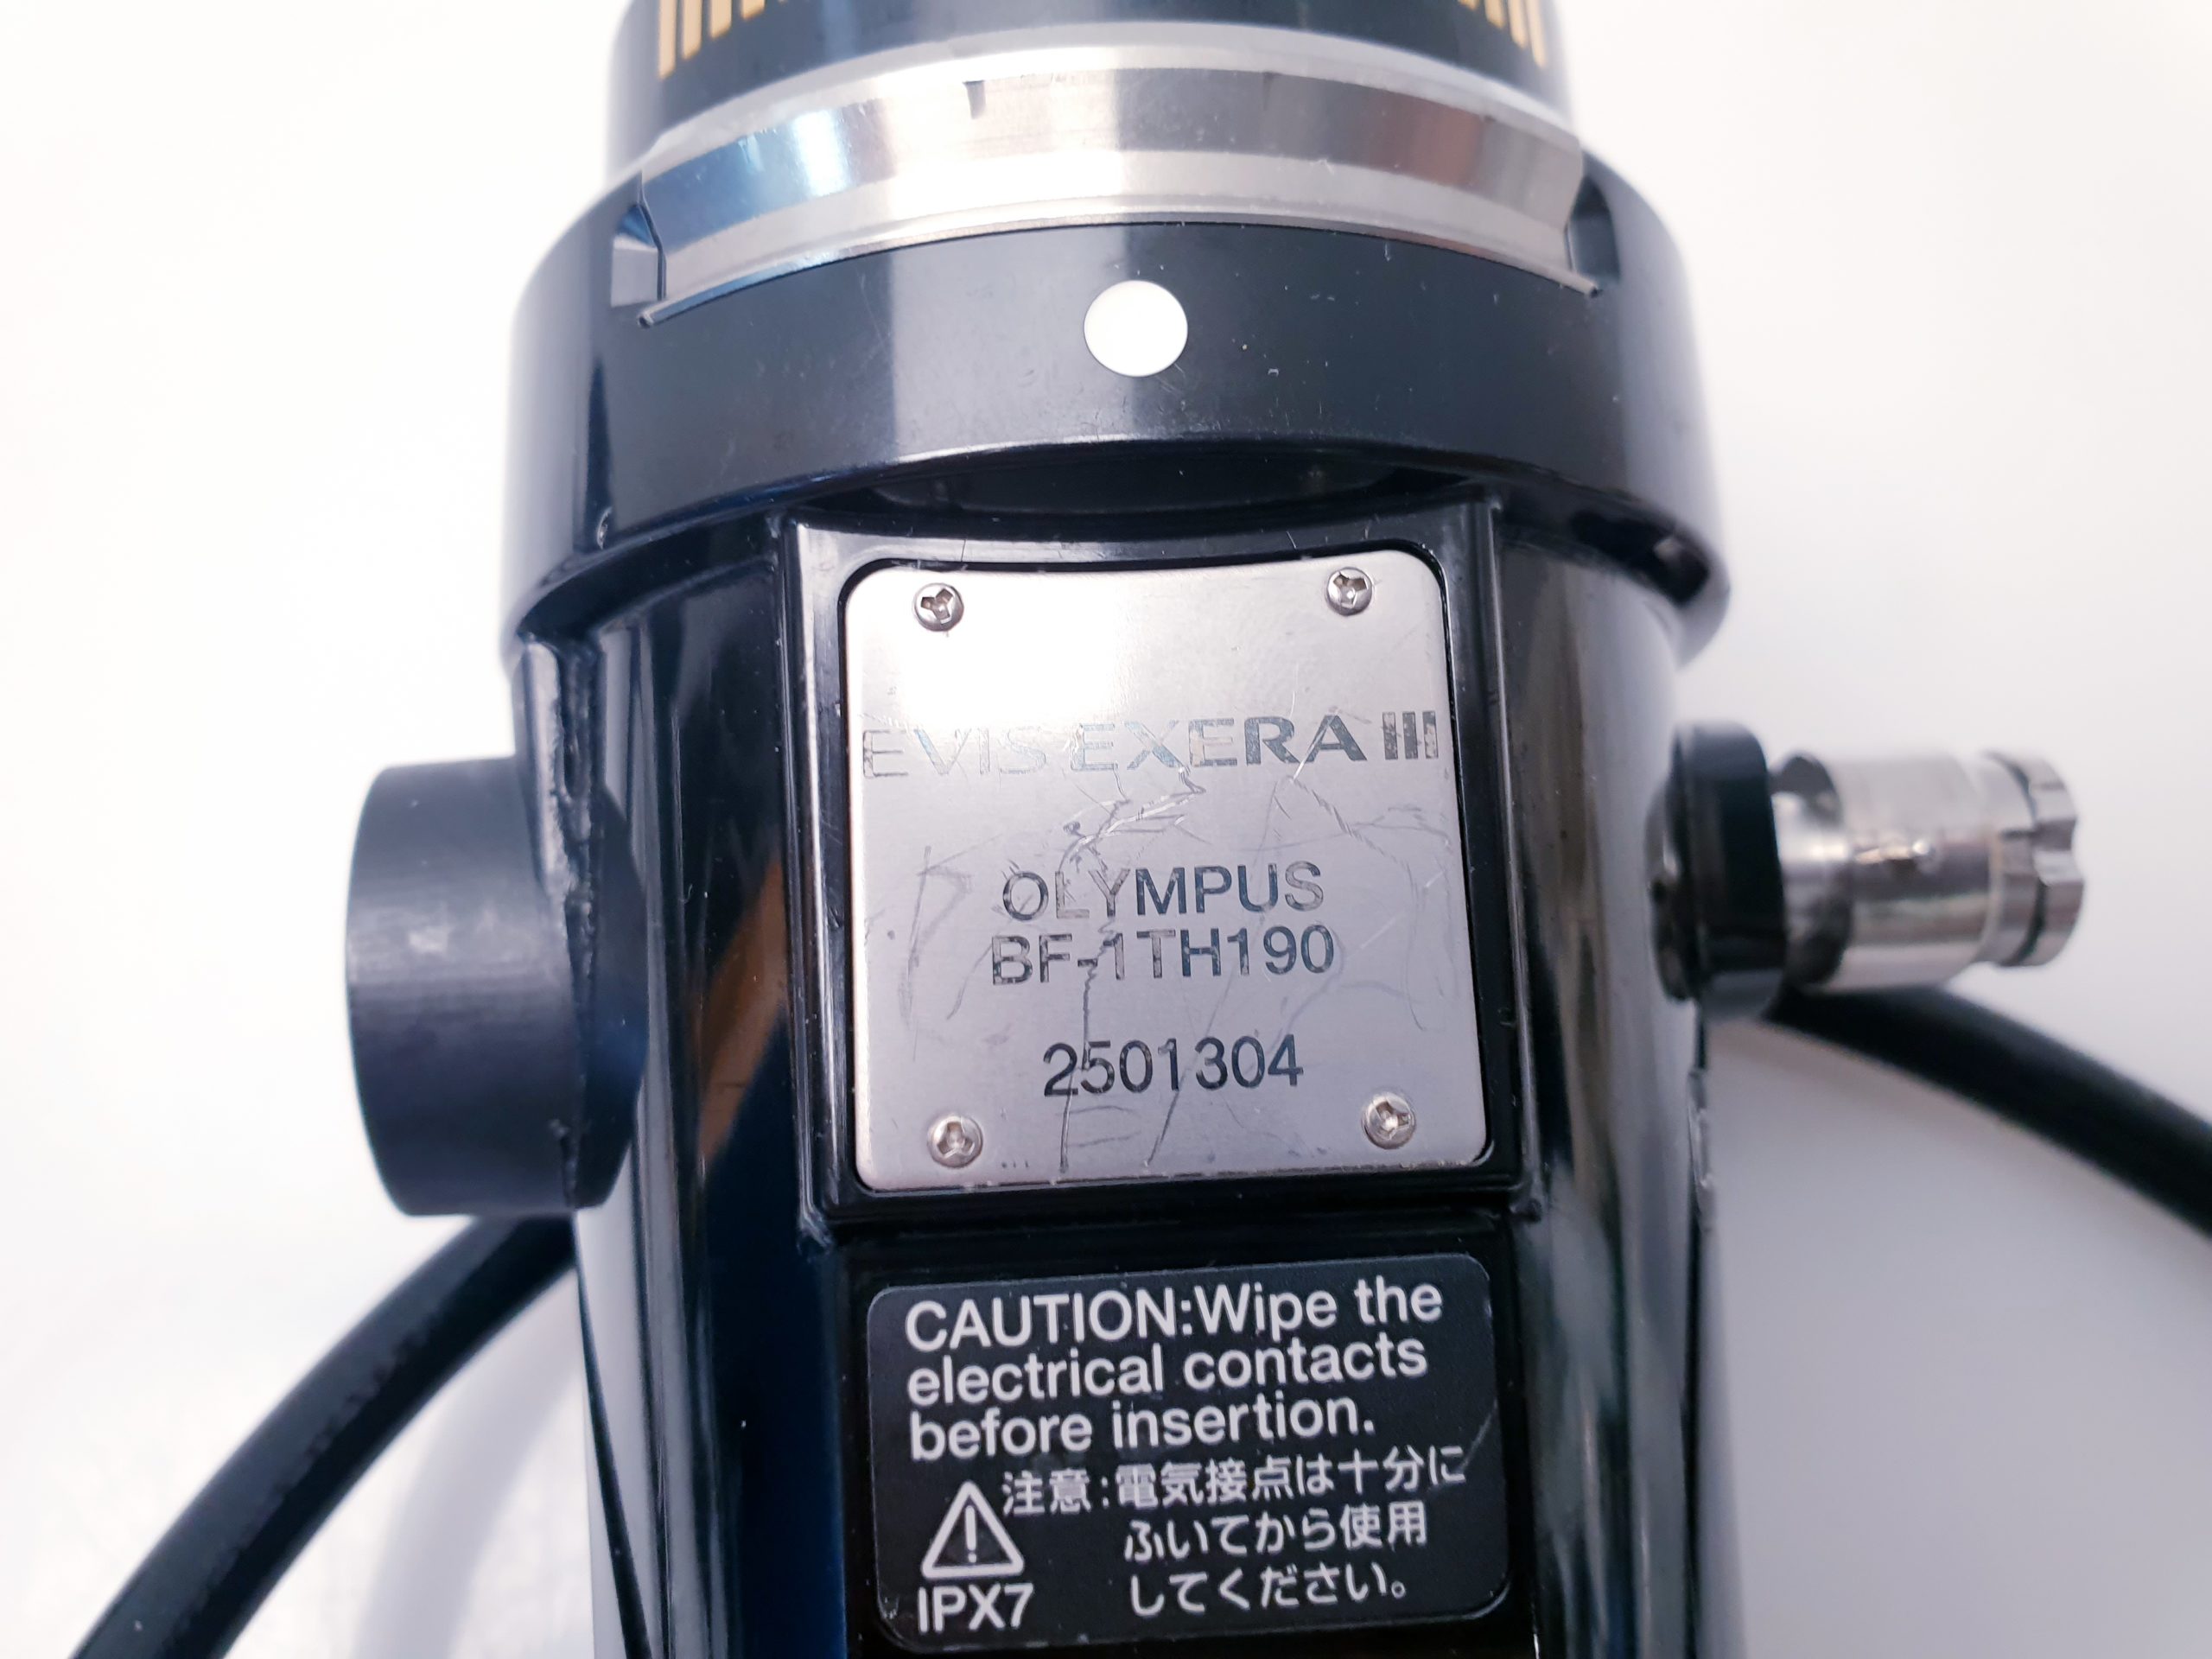 EVIS EXERA III
OLYMPUS
BF-1TH190
2501304
CAUTION:Wipe the
electrical contacts
before insertion.
注意:電気接点は十分に
ふいてから使用
してください。
IPX7